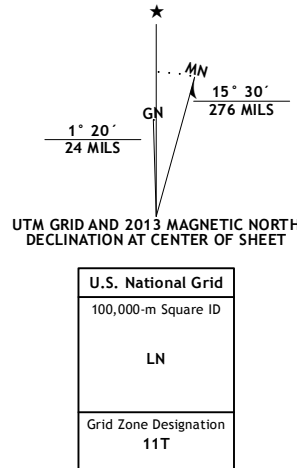 ★
MN
GN
15° 30´
276 MILS
1° 20´
24 MILS
UTM GRID AND 2013 MAGNETIC NORTH
DECLINATION AT CENTER OF SHEET
U.S. National Grid
100,000-m Square ID
LN
Grid Zone Designation
11T